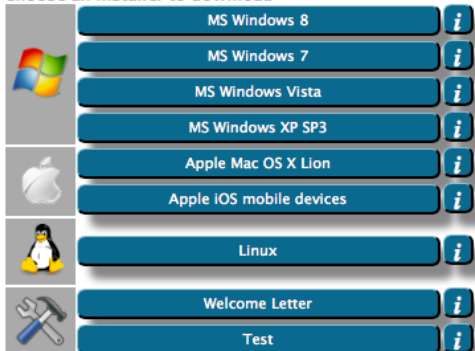 MS Windows 8
i
MS Windows 7
i
MS Windows Vista
i
MS Windows XP SP3
i
Apple Mac OS X Lion
i
Apple iOS mobile devices
i
Linux
i
Welcome Letter
i
Test
i